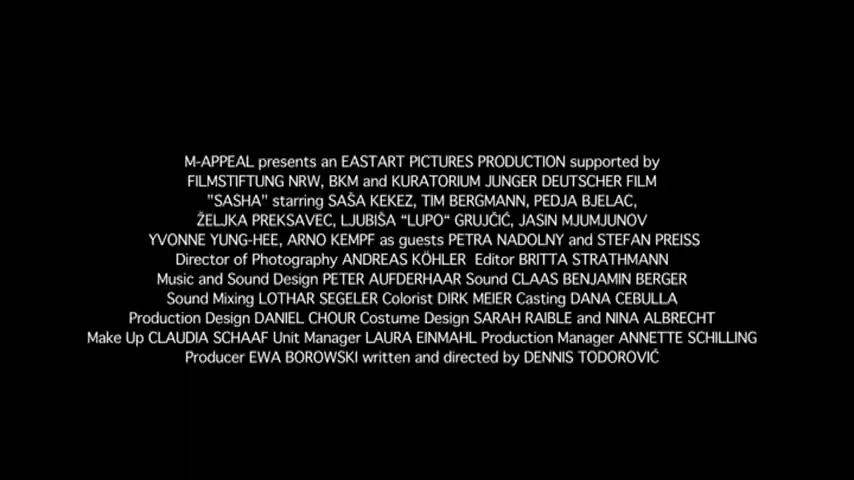 M-APPEAL presents an EASTART PICTURES PRODUCTION supported by
FILMSTIFTUNG NRW, BKM and KURATORIUM JUNGER DEUTSCHER FILM
"SASHA" starring SAŠA KEKEZ, TIM BERGMANN, PEDJA BJELAC,
ŽELJKA PREKSAVEC, LJUBIŠA “LUPO“ GRUJČIĆ, JASIN MJUMJUNOV
YVONNE YUNG-HEE, ARNO KEMPF as guests PETRA NADOLNY and STEFAN PREISS
Director of Photography ANDREAS KÖHLER Editor BRITTA STRATHMANN
Music and Sound Design PETER AUFDERHAAR Sound CLAAS BENJAMIN BERGER
Sound Mixing LOTHAR SEGELER Colorist DIRK MEIER Casting DANA CEBULLA
Production Design DANIEL CHOUR Costume Design SARAH RAIBLE and NINA ALBRECHT
Make Up CLAUDIA SCHAAF Unit Manager LAURA EINMAHL Production Manager ANNETTE SCHILLING
Producer EWA BOROWSKI written and directed by DENNIS TODOROVIĆ